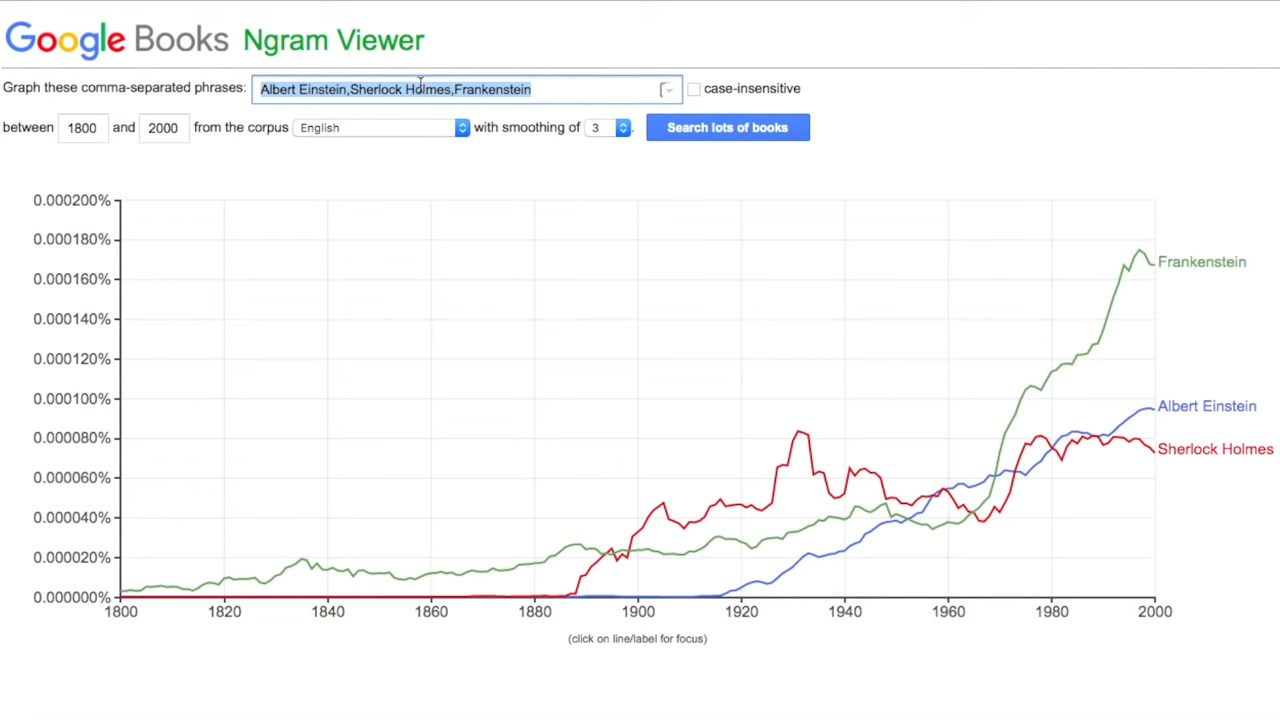 Google Books Ngram Viewer
Graph these comma-separated phrases: Albert Einstein,Sherlock Holmes,Frankenstein case-insensitive
between 1800 and 2000 from the corpus English with smoothing of 3 . Search lots of books
0.000200%
0.000180%
0.000160%
0.000140%
0.000120%
0.000100%
0.000080%
0.000060%
0.000040%
0.000020%
0.000000%
Frankenstein
Albert Einstein
Sherlock Holmes
1800 1820 1840 1860 1880 1900 1920 1940 1960 1980 2000
(click on line/label for focus)